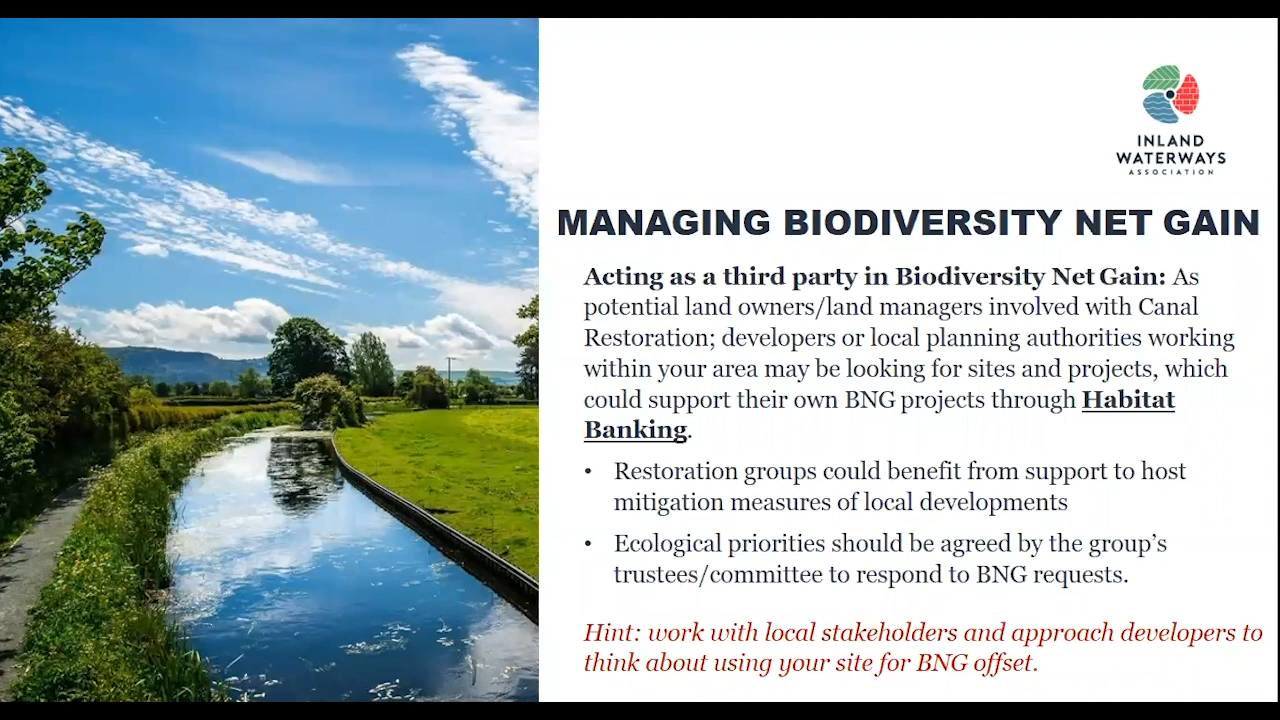 INLAND
WATERWAYS
ASSOCIATION
MANAGING BIODIVERSITY NET GAIN
Acting as a third party in Biodiversity Net Gain: As
potential land owners/land managers involved with Canal
Restoration; developers or local planning authorities working
within your area may be looking for sites and projects, which
could support their own BNG projects through Habitat
Banking.
• Restoration groups could benefit from support to host
mitigation measures of local developments
• Ecological priorities should be agreed by the group’s
trustees/committee to respond to BNG requests.
Hint: work with local stakeholders and approach developers to
think about using your site for BNG offset.